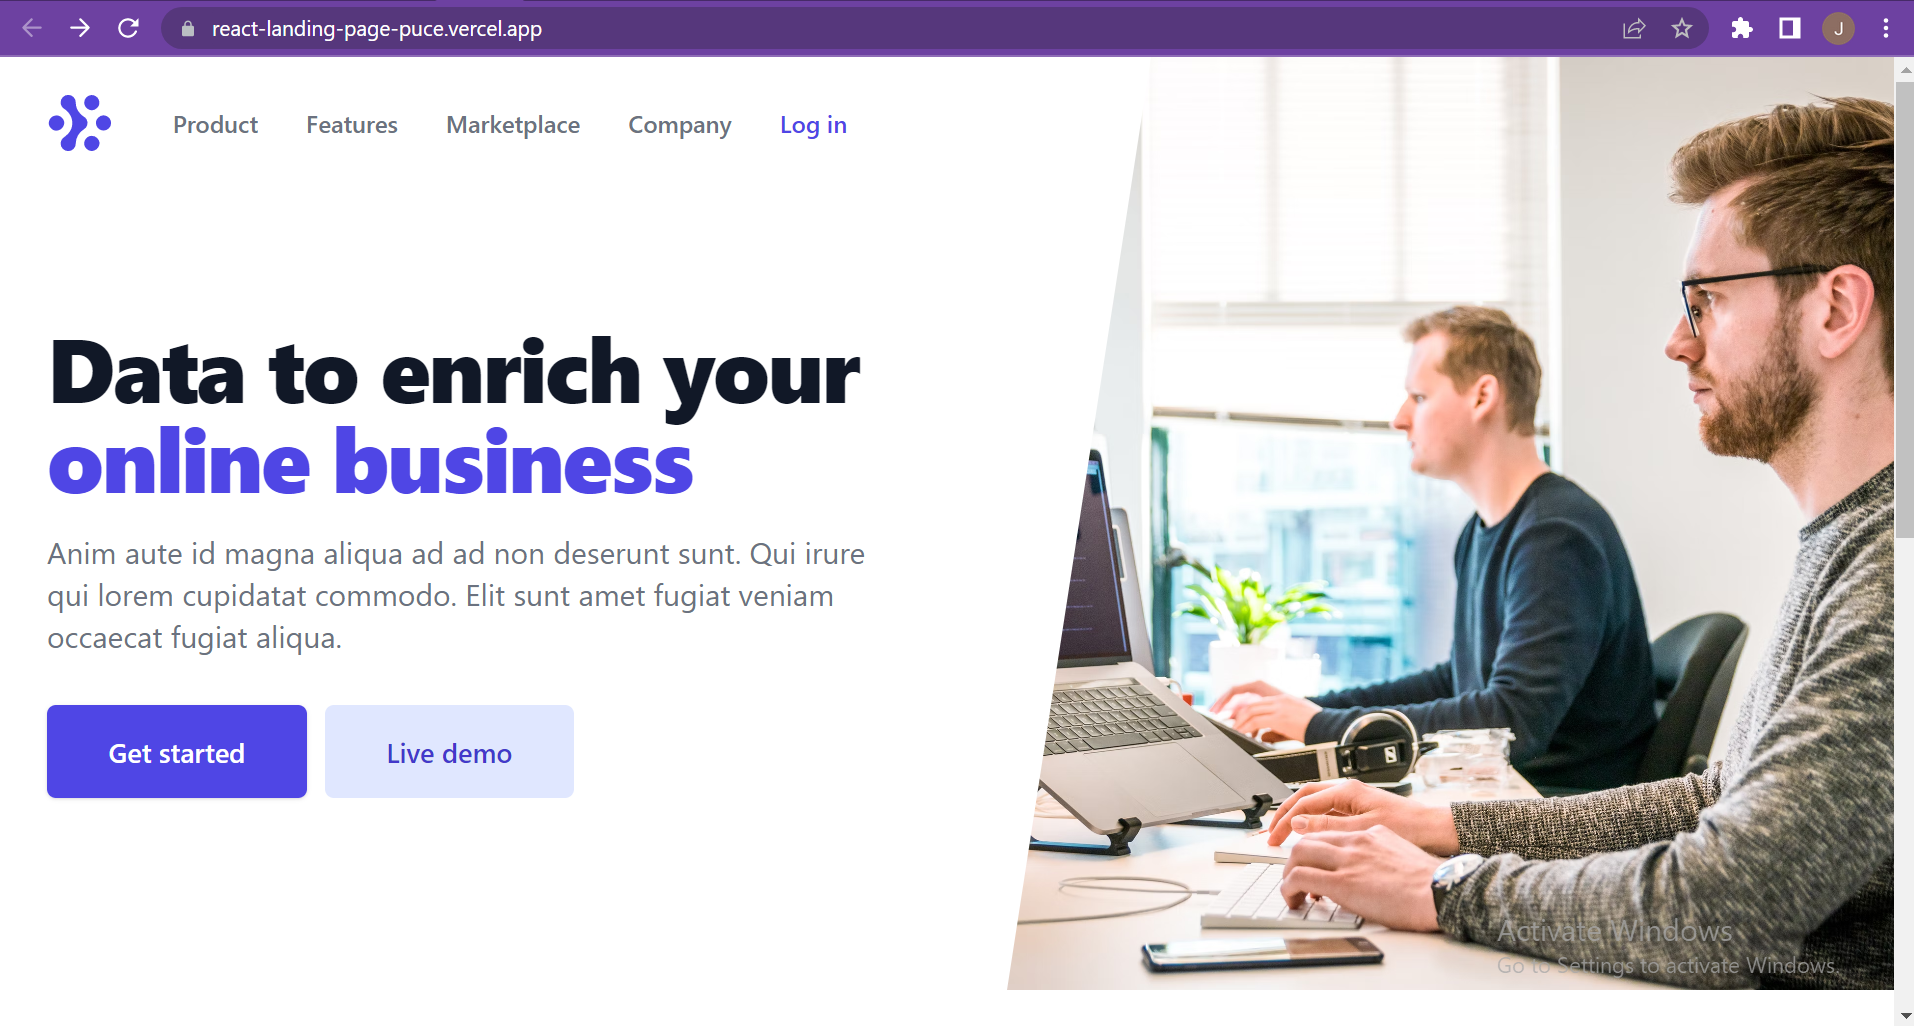 react-landing-page-puce.vercel.app
J
Product Features Marketplace Company Log in
Data to enrich your
online business
Anim aute id magna aliqua ad ad non deserunt sunt. Qui irure
qui lorem cupidatat commodo. Elit sunt amet fugiat veniam
occaecat fugiat aliqua.
Get started Live demo
Activate Windows
Go to Settings to activate Windows.